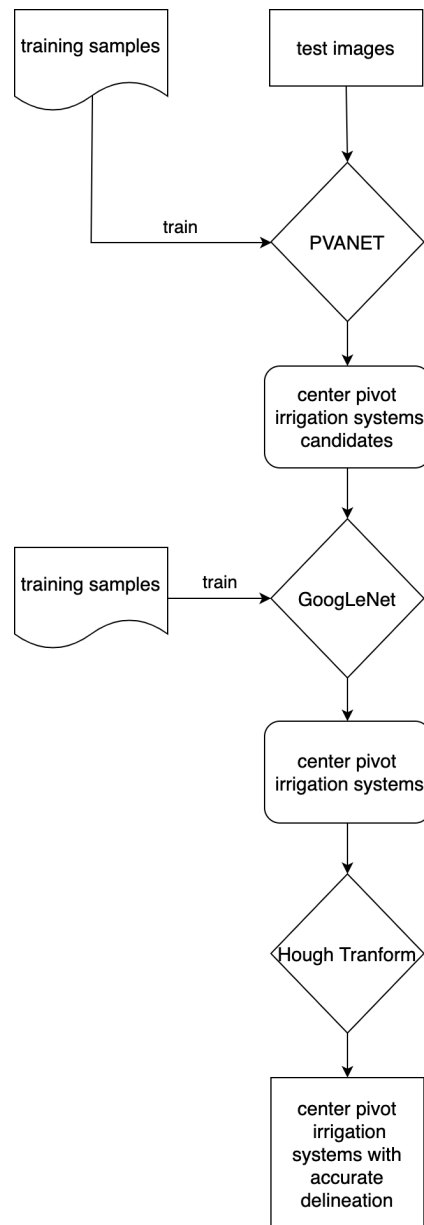 training samples
test images
train
PVANET
center pivot
irrigation systems
candidates
training samples
train
GoogLeNet
center pivot
irrigation systems
Hough Tranform
center pivot
irrigation
systems with
accurate
delineation